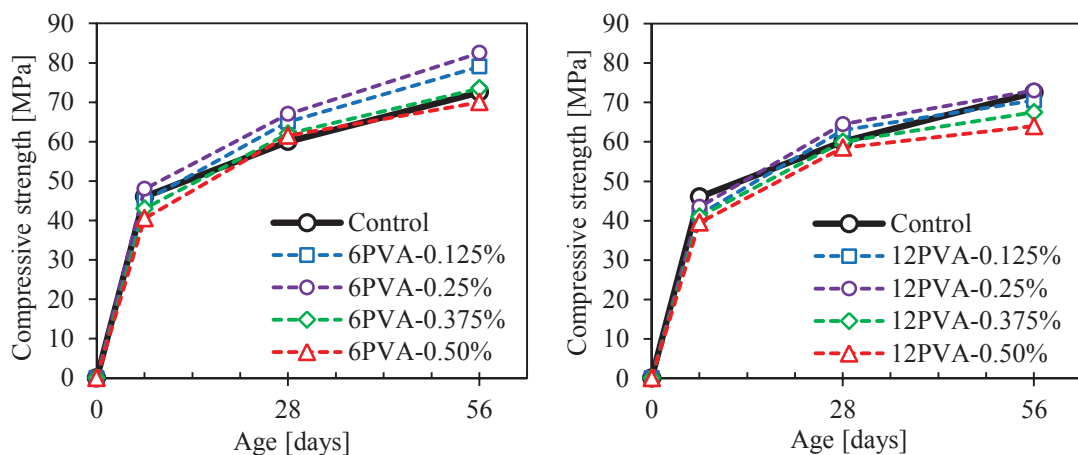 Compressive strength [MPa]
90
80
70
60
50
40
30
20
10
0
0
28
56
Age [days]
Control
6PVA-0.125%
6PVA-0.25%
6PVA-0.375%
6PVA-0.50%
Compressive strength [MPa]
90
80
70
60
50
40
30
20
10
0
0
28
56
Age [days]
Control
12PVA-0.125%
12PVA-0.25%
12PVA-0.375%
12PVA-0.50%